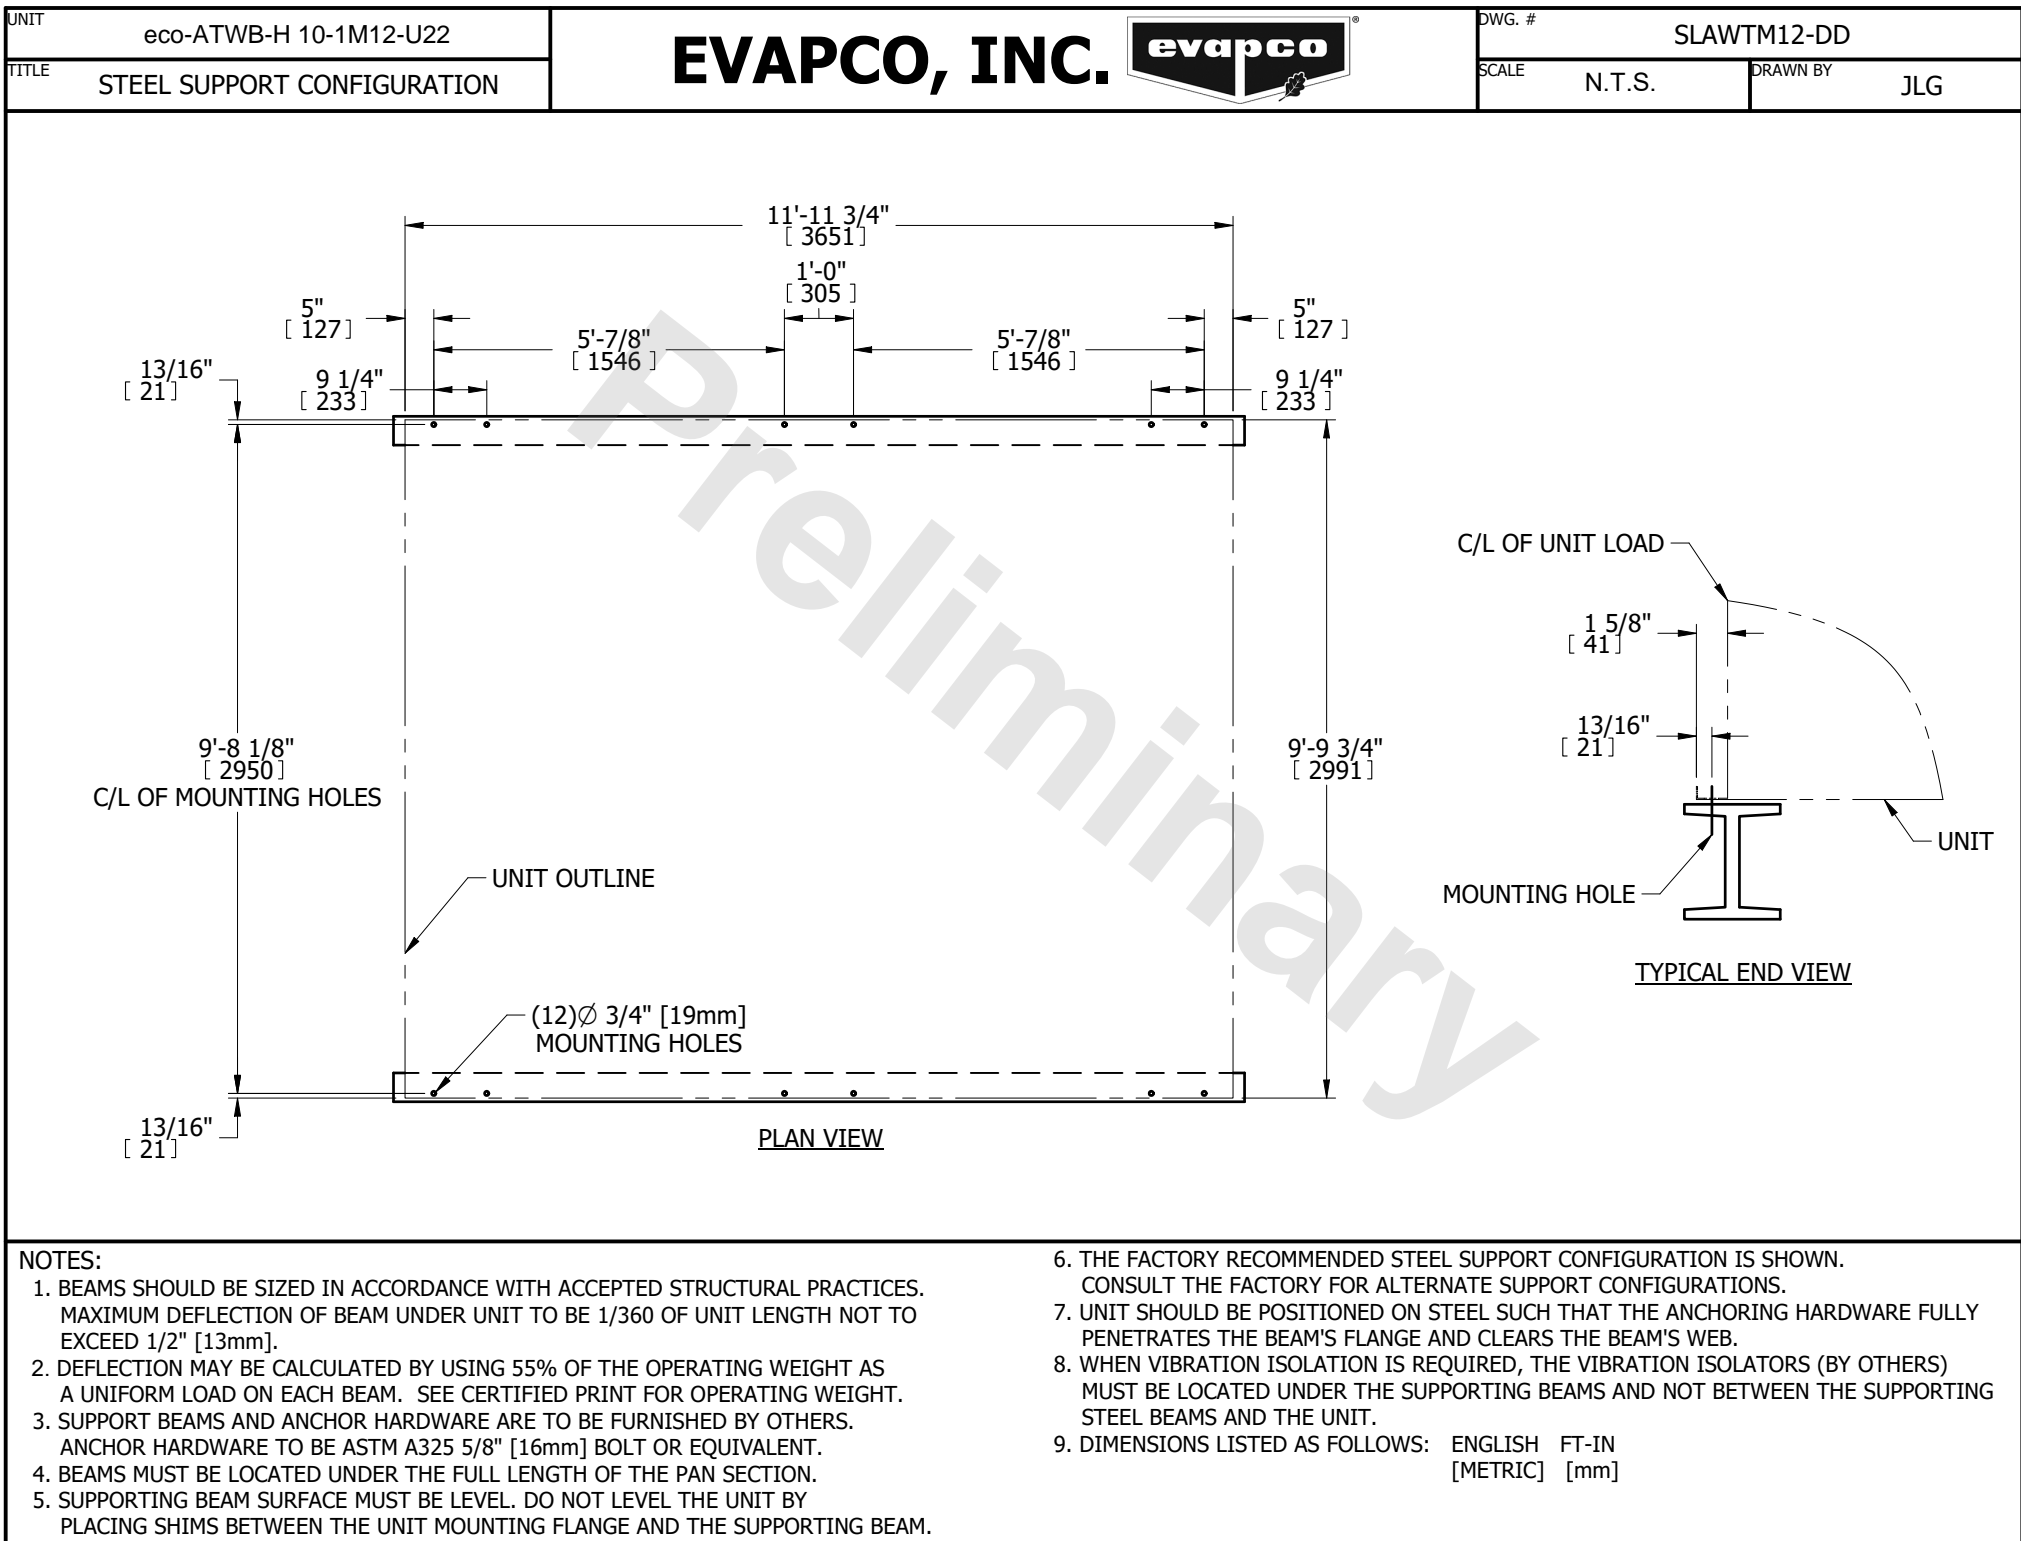 UNIT
eco-ATWB-H 10-1M12-U22
TITLE
STEEL SUPPORT CONFIGURATION
EVAPCO, INC.
evapco
®
DWG. #
SLAWTM12-DD
SCALE
N.T.S.
DRAWN BY
JLG
11'-11 3/4"
[ 3651 ]
1'-0"
[ 305 ]
5"
[ 127 ]
5"
[ 127 ]
5'-7/8"
[ 1546 ]
5'-7/8"
[ 1546 ]
13/16"
[ 21 ]
9 1/4"
[ 233 ]
9 1/4"
[ 233 ]
Preliminary
C/L OF UNIT LOAD
1 5/8"
[ 41 ]
13/16"
[ 21 ]
9'-8 1/8"
[ 2950 ]
C/L OF MOUNTING HOLES
9'-9 3/4"
[ 2991 ]
UNIT
MOUNTING HOLE
UNIT OUTLINE
TYPICAL END VIEW
(12)∅ 3/4" [19mm]
MOUNTING HOLES
13/16"
[ 21 ]
PLAN VIEW
NOTES:
1. BEAMS SHOULD BE SIZED IN ACCORDANCE WITH ACCEPTED STRUCTURAL PRACTICES.
MAXIMUM DEFLECTION OF BEAM UNDER UNIT TO BE 1/360 OF UNIT LENGTH NOT TO
EXCEED 1/2" [13mm].
2. DEFLECTION MAY BE CALCULATED BY USING 55% OF THE OPERATING WEIGHT AS
A UNIFORM LOAD ON EACH BEAM. SEE CERTIFIED PRINT FOR OPERATING WEIGHT.
3. SUPPORT BEAMS AND ANCHOR HARDWARE ARE TO BE FURNISHED BY OTHERS.
ANCHOR HARDWARE TO BE ASTM A325 5/8" [16mm] BOLT OR EQUIVALENT.
4. BEAMS MUST BE LOCATED UNDER THE FULL LENGTH OF THE PAN SECTION.
5. SUPPORTING BEAM SURFACE MUST BE LEVEL. DO NOT LEVEL THE UNIT BY
PLACING SHIMS BETWEEN THE UNIT MOUNTING FLANGE AND THE SUPPORTING BEAM.
6. THE FACTORY RECOMMENDED STEEL SUPPORT CONFIGURATION IS SHOWN.
CONSULT THE FACTORY FOR ALTERNATE SUPPORT CONFIGURATIONS.
7. UNIT SHOULD BE POSITIONED ON STEEL SUCH THAT THE ANCHORING HARDWARE FULLY
PENETRATES THE BEAM'S FLANGE AND CLEARS THE BEAM'S WEB.
8. WHEN VIBRATION ISOLATION IS REQUIRED, THE VIBRATION ISOLATORS (BY OTHERS)
MUST BE LOCATED UNDER THE SUPPORTING BEAMS AND NOT BETWEEN THE SUPPORTING
STEEL BEAMS AND THE UNIT.
9. DIMENSIONS LISTED AS FOLLOWS: ENGLISH FT-IN
[METRIC] [mm]